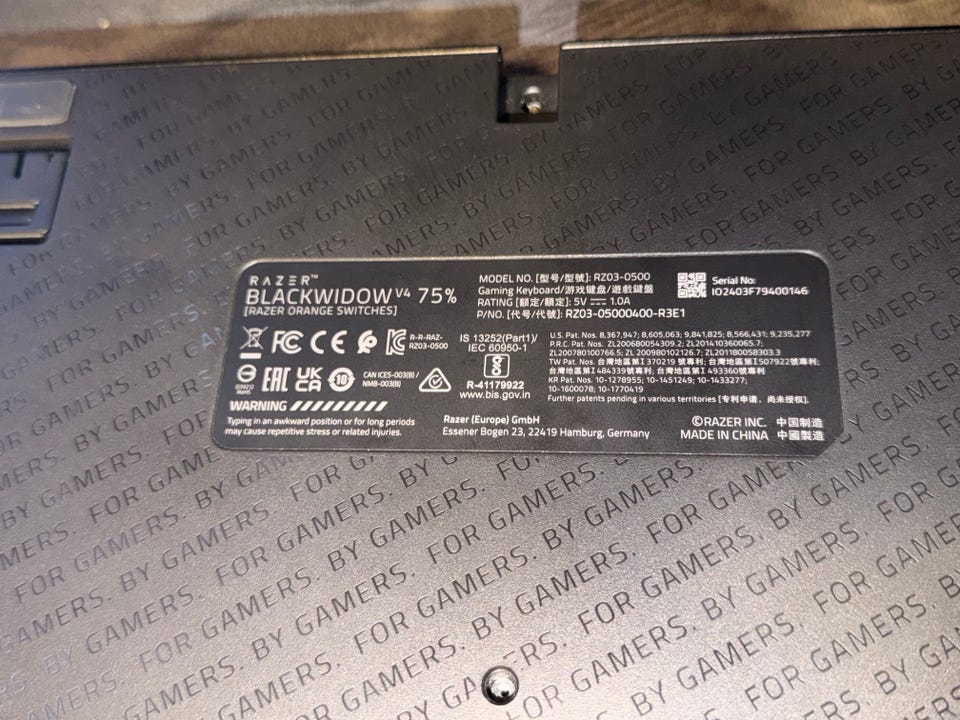 RAZER™
BLACKWIDOW V4 75%
[RAZER ORANGE SWITCHES]
R-R-RAZ-
RZ03-0500
CAN ICES-003(B) /
NMB-003(B)
WARNING
Typing in an awkward position or for long periods
may cause repetitive stress or related injuries.
MODEL NO. [型号/型號]: RZ03-0500
Gaming Keyboard/游戏键盘/遊戲鍵盤
RATING [额定/額定]: 5V ⎓ 1.0A
P/NO. [代号/代號]: RZ03-05000400-R3E1
Serial No:
IO2403F79400146
IS 13252(Part1)/
IEC 60950-1
R-41179922
www.bis.gov.in
U.S. Pat. Nos. 8,367,947; 8,605,063; 9,841,825; 8,566,431; 9,235,277
P.R.C. Pat. Nos. ZL200680054309.2; ZL201410360065.7;
ZL200780100766.5; ZL 200980102126.7; ZL201180058303.3
TW Pat. Nos. 台灣地區第I 370219 號專利; 台灣地區第I507922號專利;
台灣地區第I 484339號專利; 台灣地區第I 493360號專利
KR Pat. Nos. 10-1278955; 10-1451249; 10-1433277;
10-1600078; 10-1770419
Further patents pending in various territories [专利申请，尚未授权].
Razer (Europe) GmbH
Essener Bogen 23, 22419 Hamburg, Germany
©RAZER INC. 中国制造
MADE IN CHINA 中國製造
FOR GAMERS. BY GAMERS. FOR GAMERS. BY GAMERS.